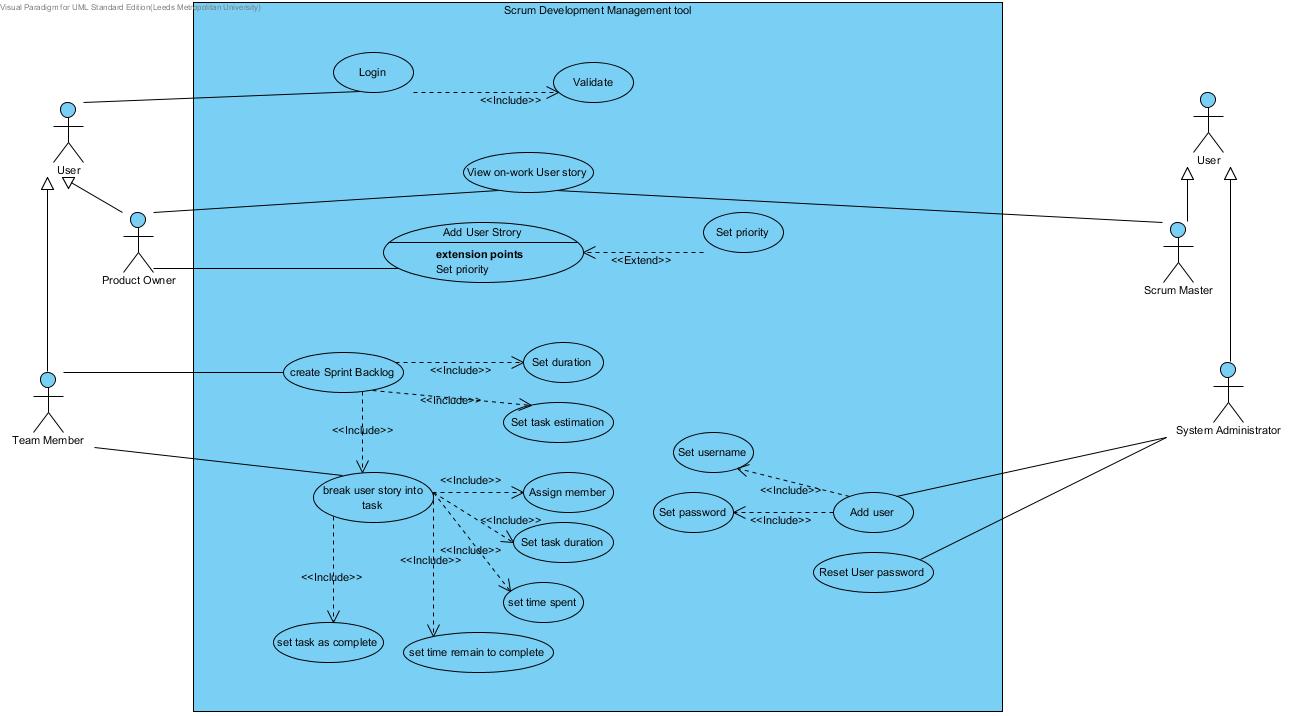 Visual Paradigm for UML Standard Edition(Leeds Metropolitan University)
Scrum Development Management tool
Login
Validate
<<Include>>
User
User
View on-work User story
Product Owner
Add User Strory
extension points
Set priority
Set priority
<<Extend>>
Scrum Master
create Sprint Backlog
Set duration
<<Include>>
<<Include>>
Set task estimation
<<Include>>
Team Member
System Administrator
break user story into
task
<<Include>>
Assign member
<<Include>>
Set task duration
<<Include>>
<<Include>>
<<Include>>
set time spent
set task as complete
set time remain to complete
Set username
<<Include>>
Set password
<<Include>>
Add user
Reset User password